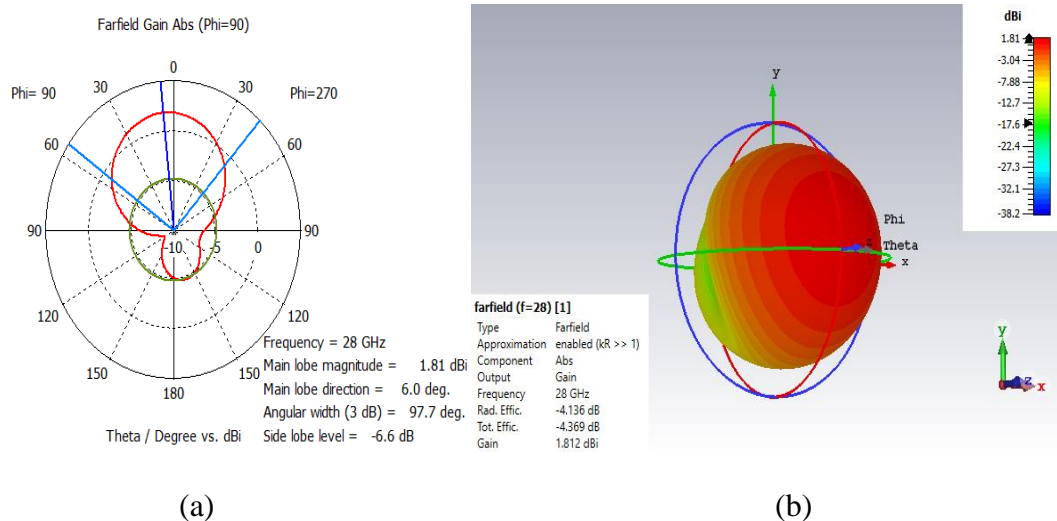 Farfield Gain Abs (Phi=90)
0
30
30
Phi= 90
Phi=270
60
60
90
-10
-5
0
90
120
120
150
150
180
Frequency = 28 GHz
Main lobe magnitude = 1.81 dBi
Main lobe direction = 6.0 deg.
Angular width (3 dB) = 97.7 deg.
Theta / Degree vs. dBi
Side lobe level = -6.6 dB
(a)
dBi
1.81
-3.04
-7.88
-12.7
-17.6
-22.4
-27.3
-32.1
-38.2
y
Phi
Theta
z
x
farfield (f=28) [1]
Type Farfield
Approximation enabled (kR >> 1)
Component Abs
Output Gain
Frequency 28 GHz
Rad. Effic. -4.136 dB
Tot. Effic. -4.369 dB
Gain 1.812 dBi
y
z
x
(b)